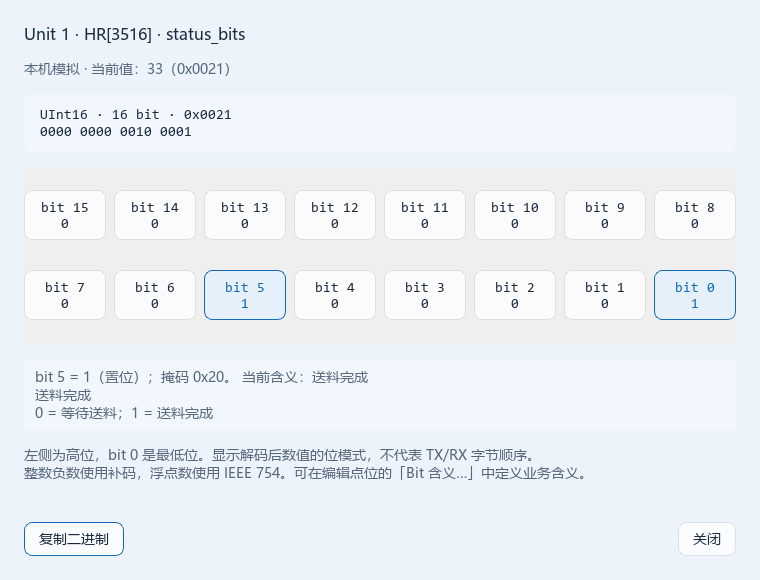 Unit 1 · HR[3516] · status_bits
本机模拟 · 当前值：33（0x0021）
UInt16 · 16 bit · 0x0021
0000 0000 0010 0001
bit 15 bit 14 bit 13 bit 12 bit 11 bit 10 bit 9 bit 8
0 0 0 0 0 0 0 0
bit 7 bit 6 bit 5 bit 4 bit 3 bit 2 bit 1 bit 0
0 0 1 0 0 0 0 1
bit 5 = 1（置位）；掩码 0x20。 当前含义：送料完成
送料完成
0 = 等待送料；1 = 送料完成
左侧为高位，bit 0 是最低位。显示解码后数值的位模式，不代表 TX/RX 字节顺序。
整数负数使用补码，浮点数使用 IEEE 754。可在编辑点位的「Bit 含义…」中定义业务含义。
复制二进制 关闭